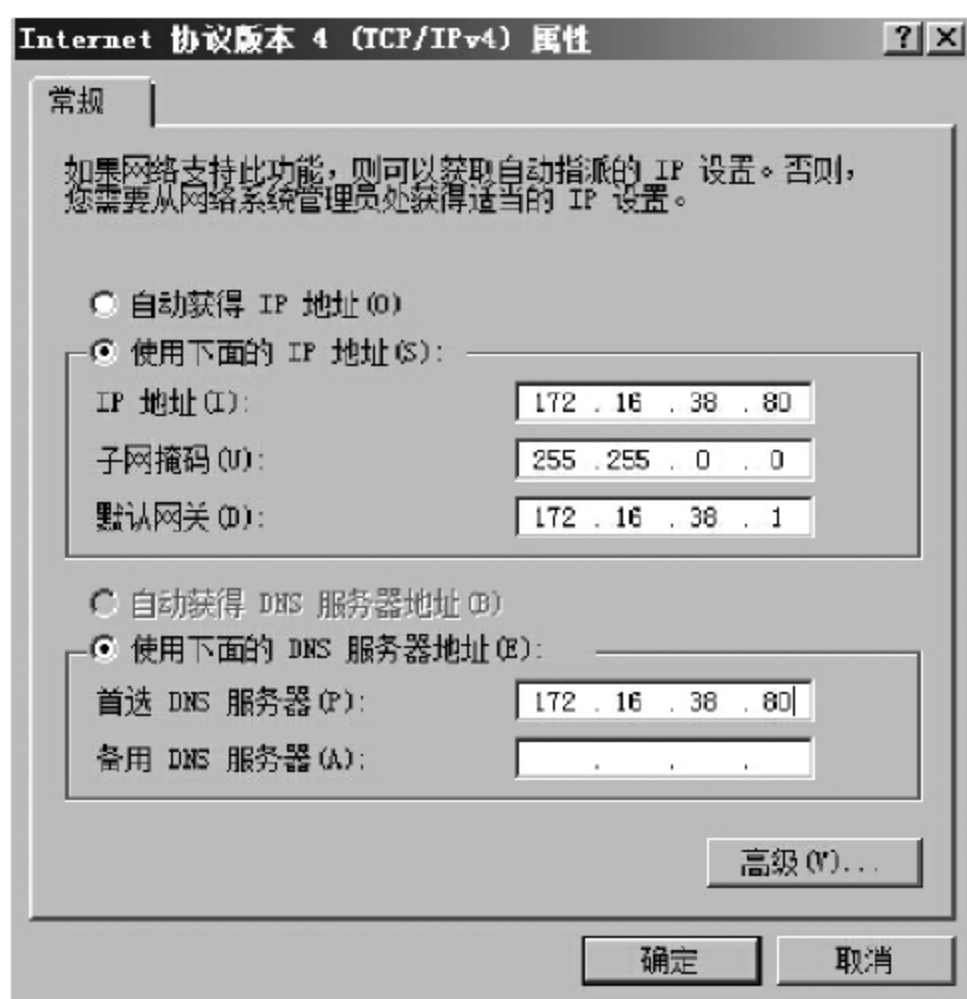 Internet 协议版本 4 (TCP/IPv4) 属性
常规
如果网络支持此功能,则可以获取自动指派的 IP 设置。否则,
您需要从网络系统管理员处获得适当的 IP 设置。
自动获得 IP 地址(O)
使用下面的 IP 地址(S):
IP 地址(I): 172 . 16 . 38 . 80
子网掩码(U): 255 .255 . 0 . 0
默认网关(D): 172 . 16 . 38 . 1
自动获得 DNS 服务器地址(B)
使用下面的 DNS 服务器地址(E):
首选 DNS 服务器(P): 172 . 16 . 38 . 80
备用 DNS 服务器(A): . . .
高级(V)...
确定 取消